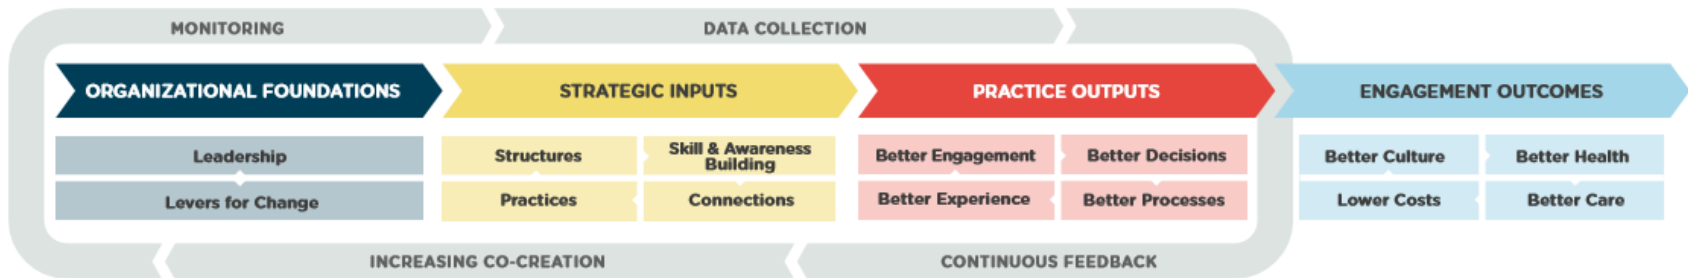 MONITORING
DATA COLLECTION
ORGANIZATIONAL FOUNDATIONS
STRATEGIC INPUTS
PRACTICE OUTPUTS
ENGAGEMENT OUTCOMES
Leadership
Levers for Change
Structures
Skill & Awareness
Building
Practices
Connections
Better Engagement
Better Decisions
Better Experience
Better Processes
Better Culture
Better Health
Lower Costs
Better Care
INCREASING CO-CREATION
CONTINUOUS FEEDBACK